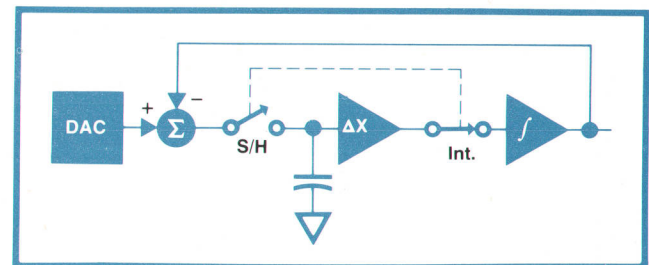 DAC
+
−
Σ
S/H
ΔX
Int.
∫